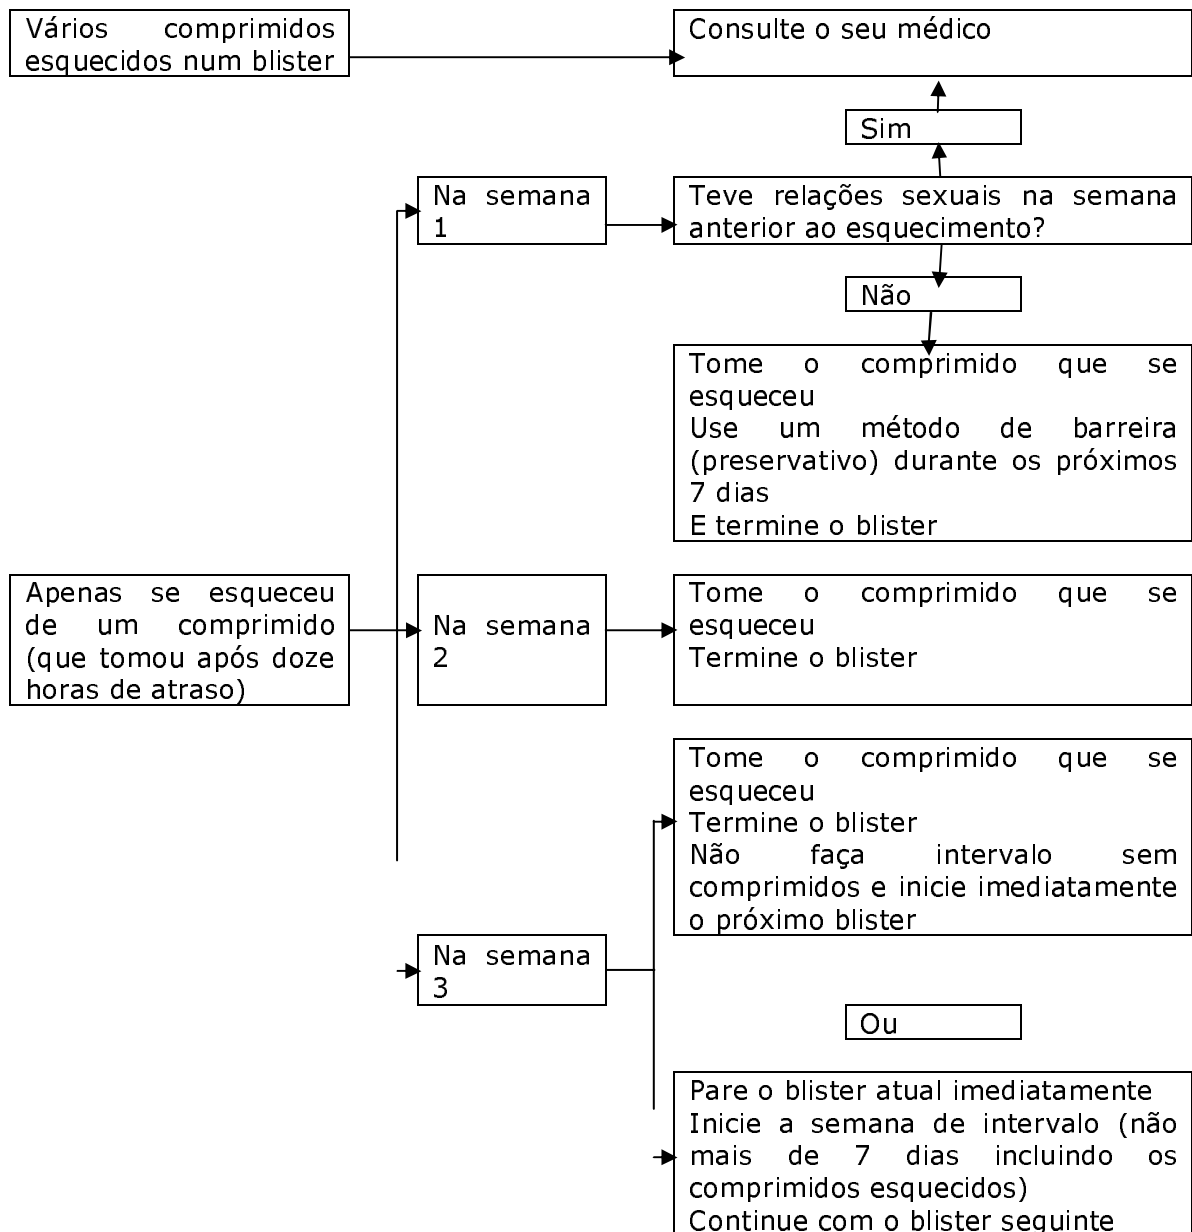 Vários comprimidos
esquecidos num blister
Consulte o seu médico
Sim
Na semana
1
Teve relações sexuais na semana
anterior ao esquecimento?
Não
Tome o comprimido que se
esqueceu
Use um método de barreira
(preservativo) durante os próximos
7 dias
E termine o blister
Apenas se esqueceu
de um comprimido
(que tomou após doze
horas de atraso)
Na semana
2
Tome o comprimido que se
esqueceu
Termine o blister
Tome o comprimido que se
esqueceu
Termine o blister
Não faça intervalo sem
comprimidos e inicie imediatamente
o próximo blister
Na semana
3
Ou
Pare o blister atual imediatamente
Inicie a semana de intervalo (não
mais de 7 dias incluindo os
comprimidos esquecidos)
Continue com o blister seguinte